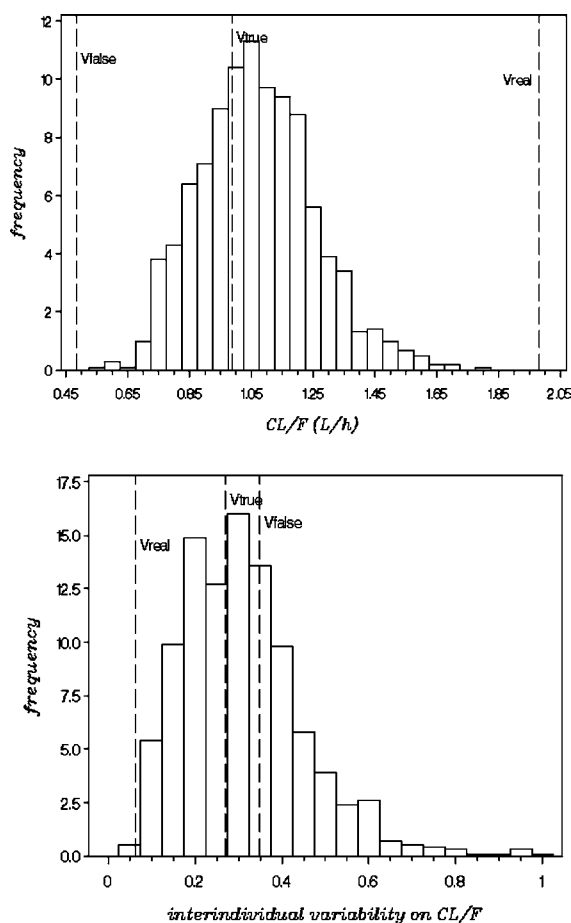 12
Vfalse
Vtrue
Vreal
10
8
6
4
2
0
frequency
0.45 0.65 0.85 1.05 1.25 1.45 1.65 1.85 2.05
CL/F (L/h)
17.5
Vtrue
Vfalse
Vreal
15.0
12.5
10.0
7.5
5.0
2.5
0.0
frequency
0 0.2 0.4 0.6 0.8 1
interindividual variability on CL/F